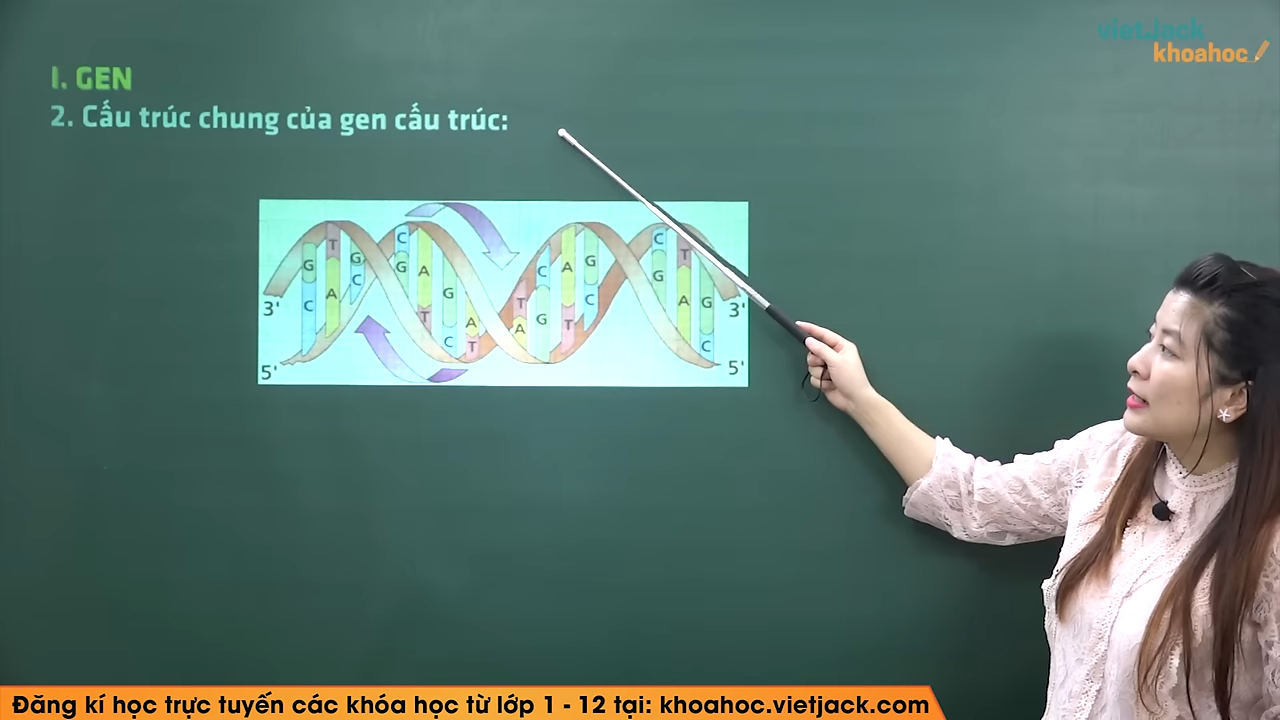 vietJack
khoahoc
I. GEN
2. Cấu trúc chung của gen cấu trúc:
G T G C G A G A T C A G C T G
C A C C G T C T A G T C G A C
3'
3'
5'
5'
Đăng kí học trực tuyến các khóa học từ lớp 1 - 12 tại: khoahoc.vietjack.com